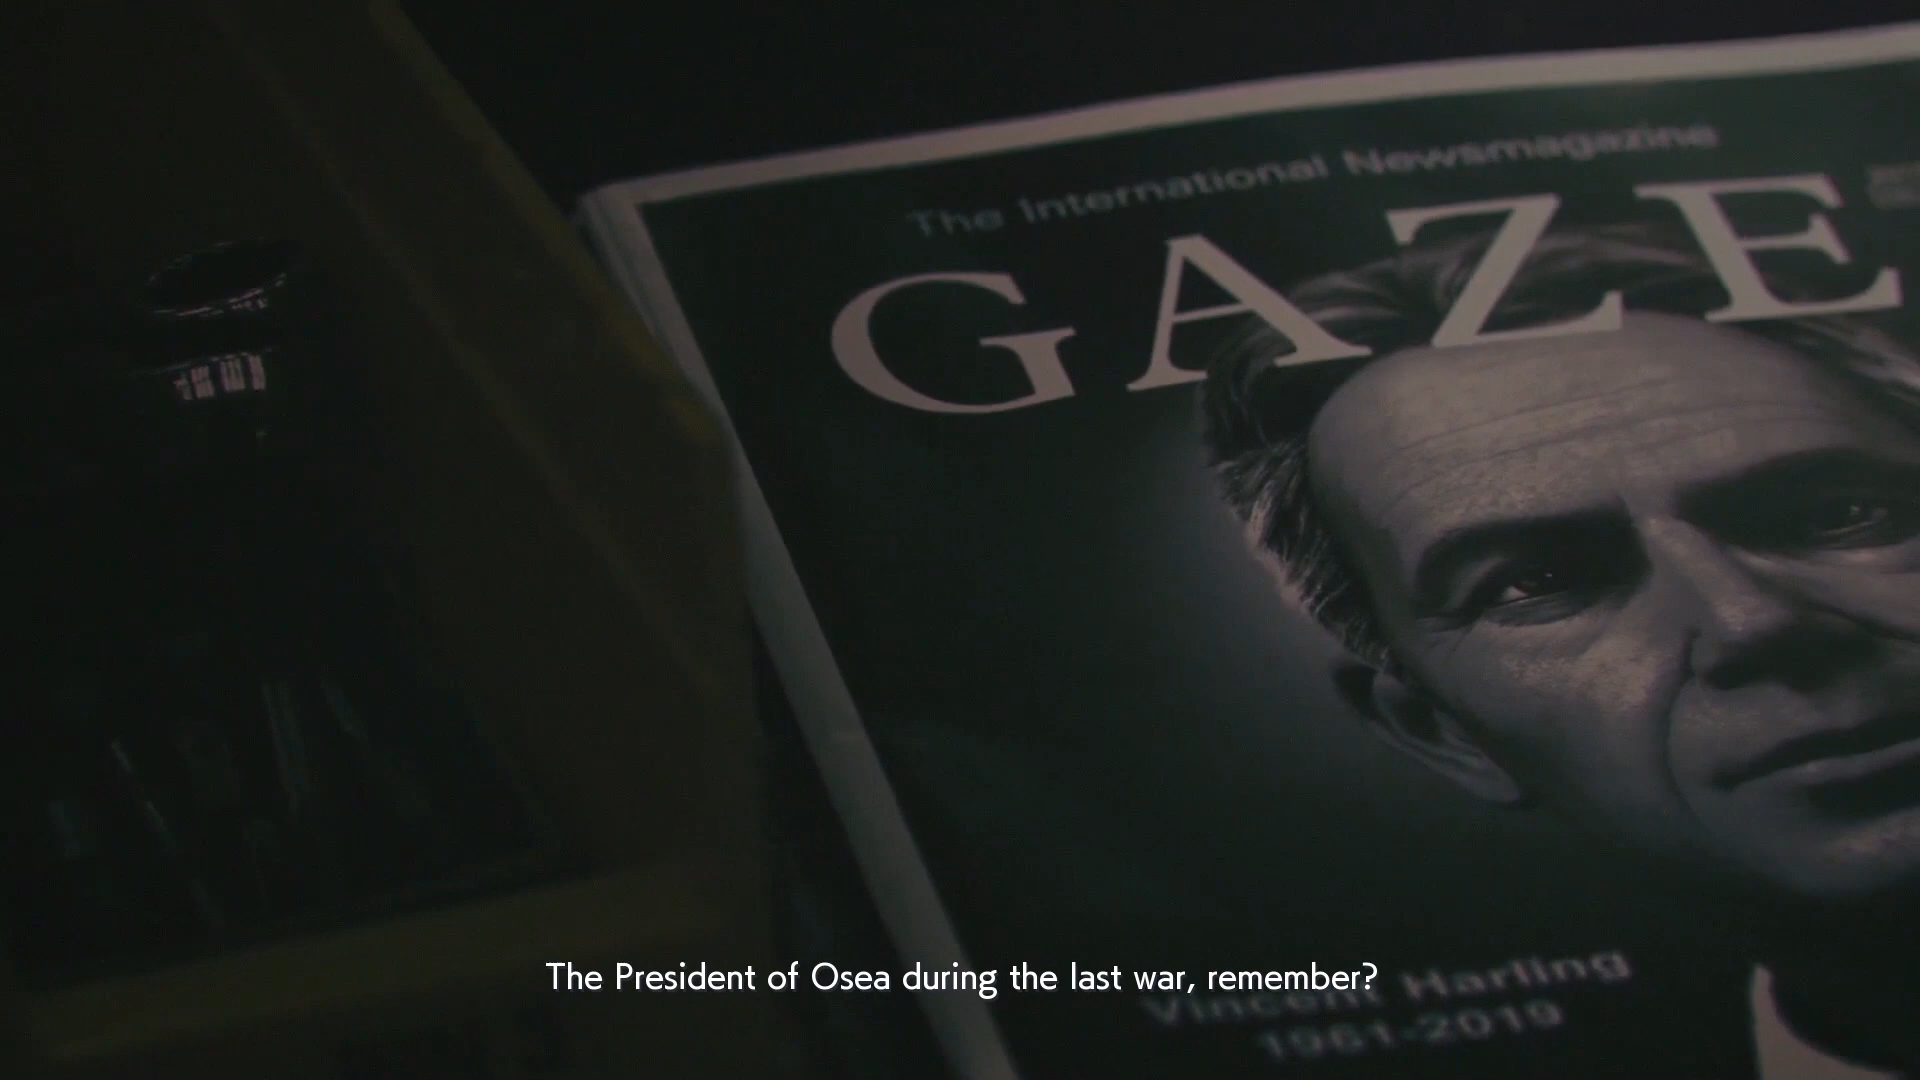 The International Newsmagazine
GAZE
Vincent Harling
1961-2019
The President of Osea during the last war, remember?